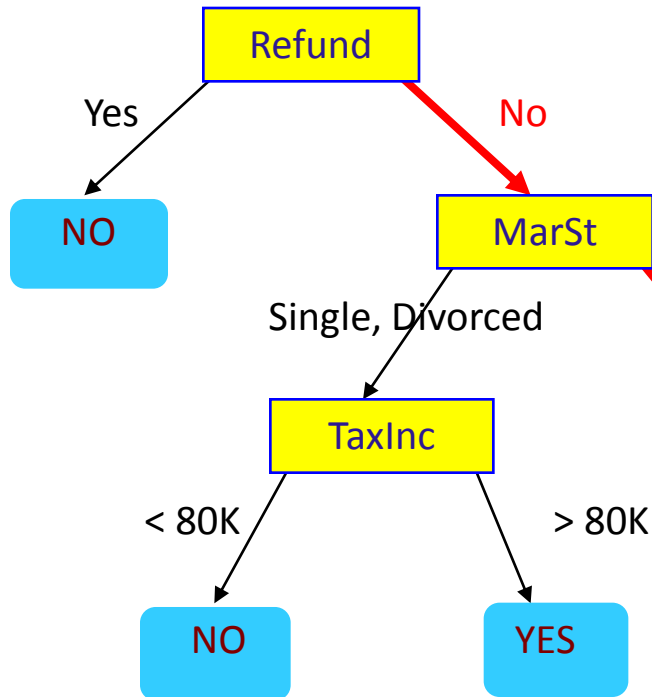 Refund
Yes
No
NO
MarSt
Single, Divorced
TaxInc
< 80K
> 80K
NO
YES